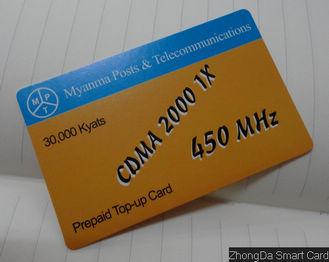 MPT
Myanma Posts & Telecommunications
30,000 Kyats
CDMA 2000 1X
450 MHz
Prepaid Top-up Card
ZhongDa Smart Card